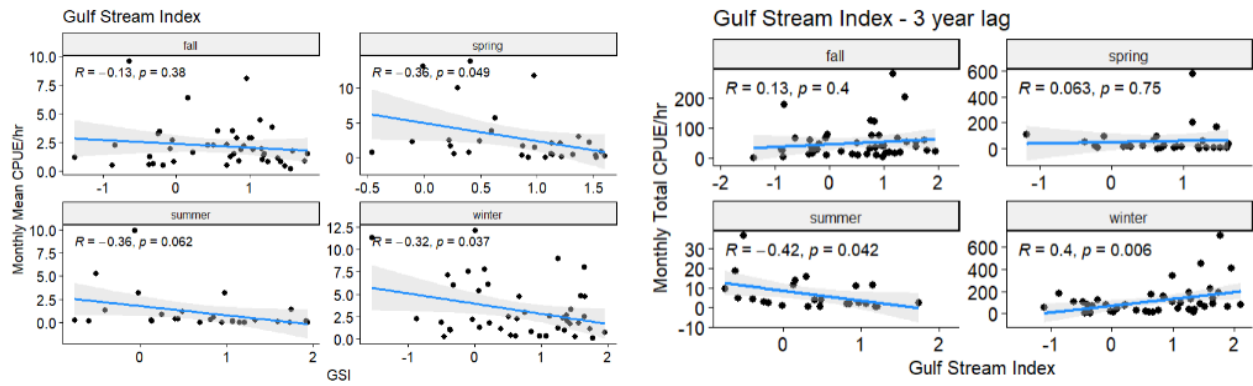 Gulf Stream Index
fall
spring
R = −0.13, p = 0.38
R = −0.36, p = 0.049
10.0
7.5
5.0
2.5
0.0
10
5
0
-1
0
1
-0.5
0.0
0.5
1.0
1.5
summer
winter
R = −0.36, p = 0.062
R = −0.32, p = 0.037
10.0
7.5
5.0
2.5
0.0
12.5
10.0
7.5
5.0
2.5
0.0
0
1
2
-1
0
1
2
Monthly Mean CPUE/hr
GSI
Gulf Stream Index - 3 year lag
fall
spring
R = 0.13, p = 0.4
R = 0.063, p = 0.75
200
100
0
600
400
200
0
-2
-1
0
1
2
-1
0
1
summer
winter
R = −0.42, p = 0.042
R = 0.4, p = 0.006
30
20
10
0
-10
600
400
200
0
0
1
2
-1
0
1
2
Monthly Total CPUE/hr
Gulf Stream Index